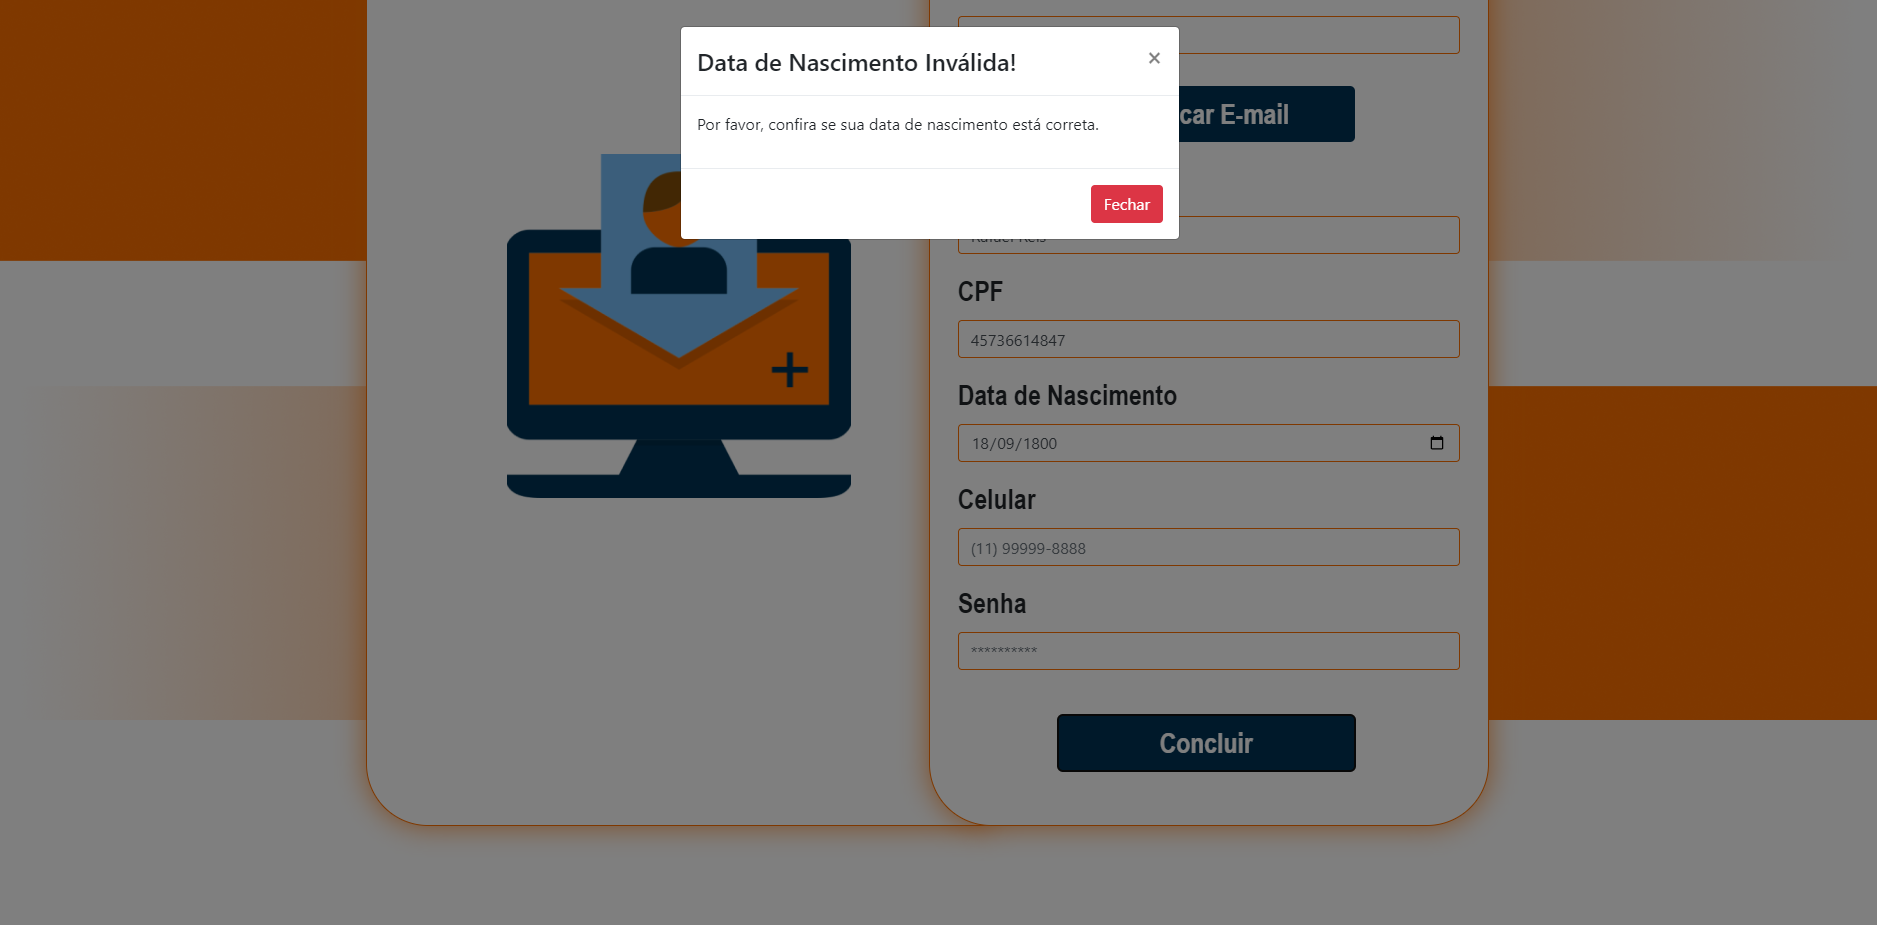 Data de Nascimento Inválida!
×
Por favor, confira se sua data de nascimento está correta.
Fechar
car E-mail
CPF
45736614847
Data de Nascimento
18/09/1800
Celular
(11) 99999-8888
Senha
**********
Concluir